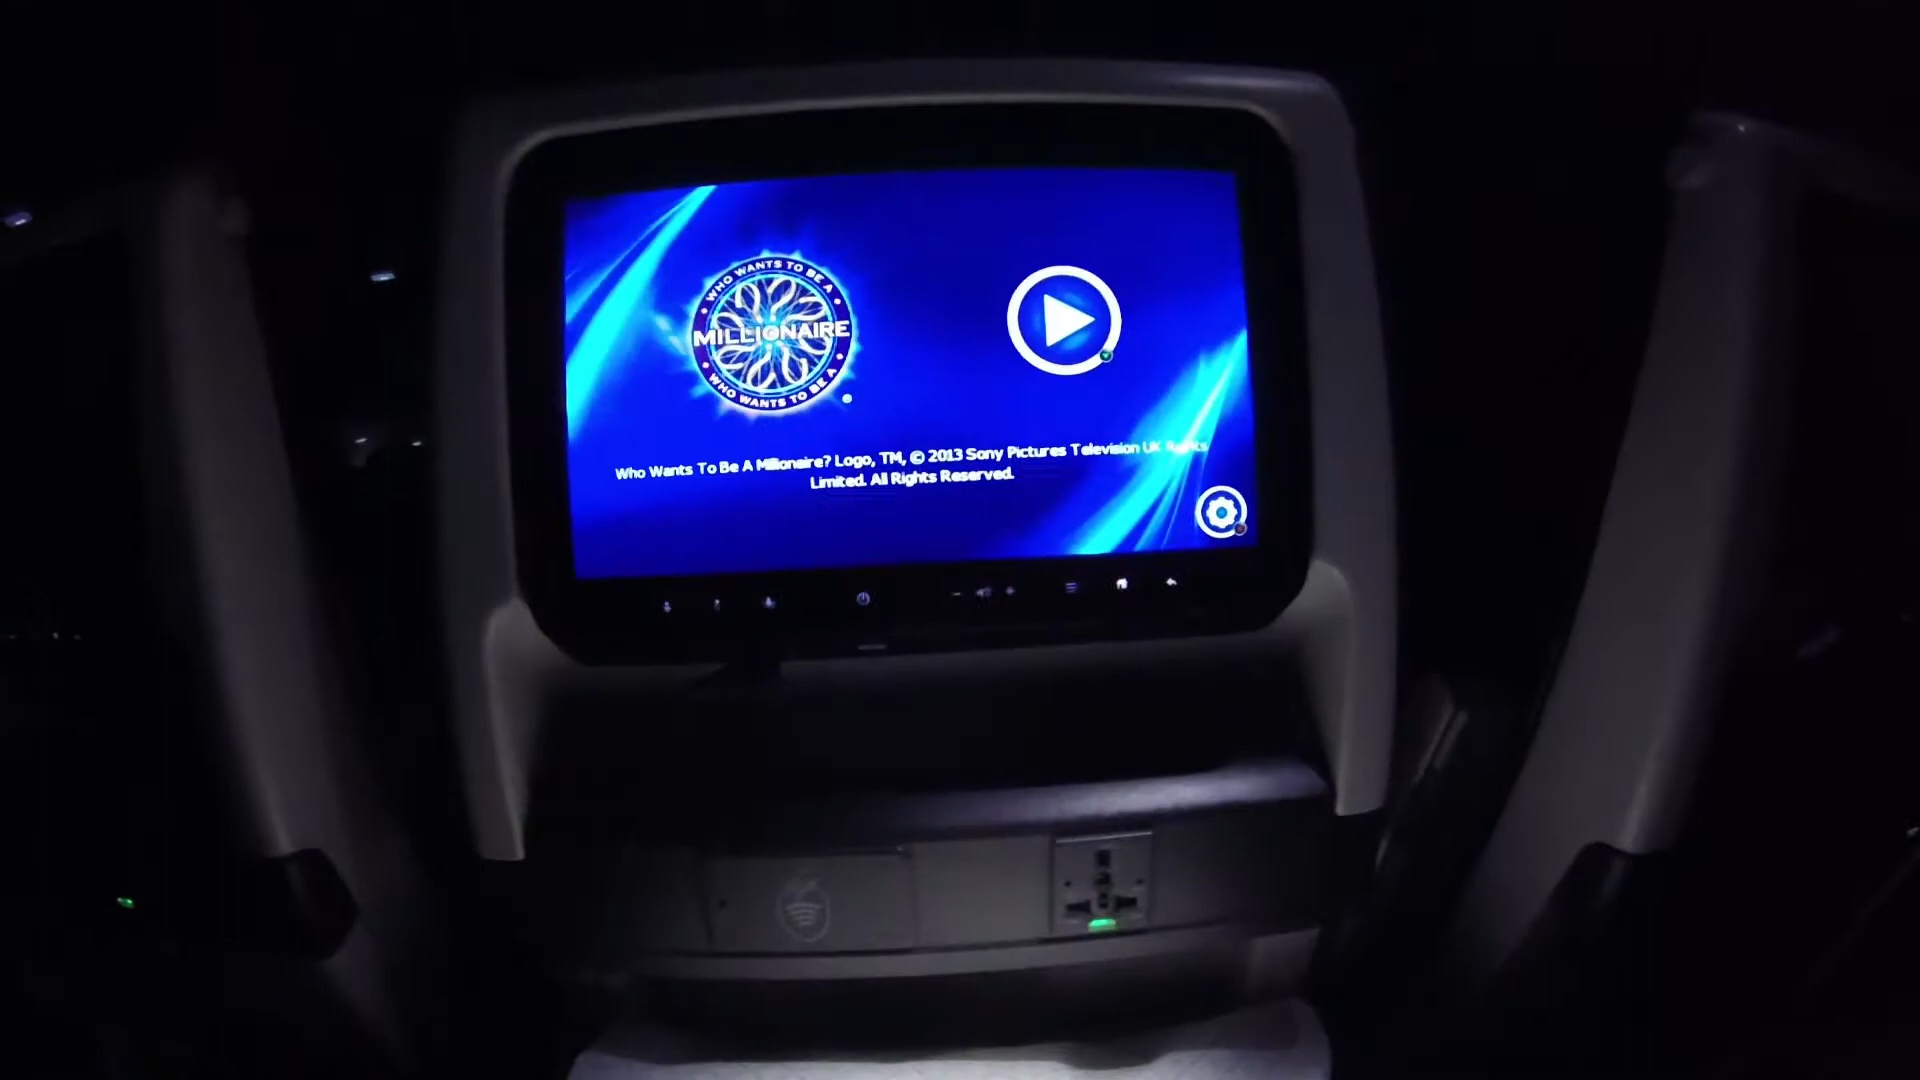 WHO WANTS TO BE A
MILLIONAIRE
WHO WANTS TO BE A
Who Wants To Be A Millionaire? Logo, TM, © 2013 Sony Pictures Television UK Rights
Limited. All Rights Reserved.